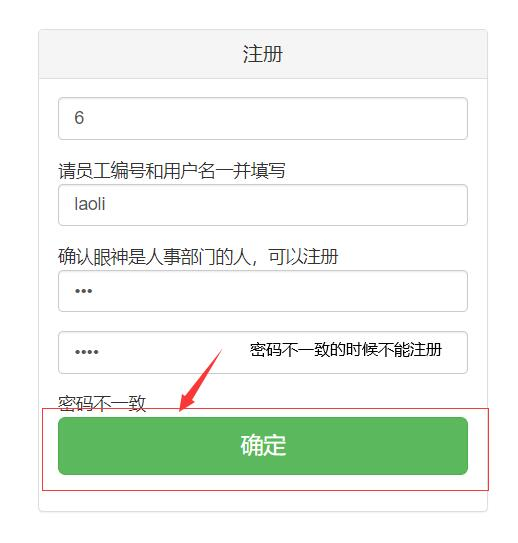 注册
6
请员工编号和用户名一并填写
laoli
确认眼神是人事部门的人，可以注册
•••
••••
密码不一致的时候不能注册
密码不一致
确定